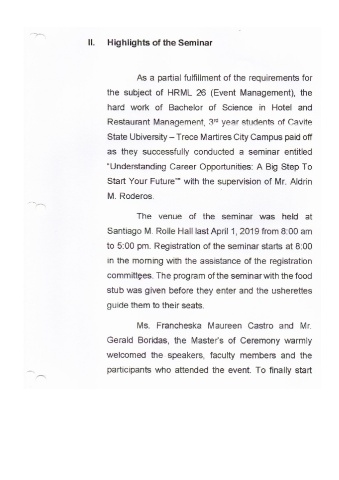 II. Highlights of the Seminar
As a partial fulfillment of the requirements for
the subject of HRML 26 (Event Management), the
hard work of Bachelor of Science in Hotel and
Restaurant Management, 3rd year students of Cavite
State Ubiversity – Trece Martires City Campus paid off
as they successfully conducted a seminar entitled
"Understanding Career Opportunities: A Big Step To
Start Your Future"" with the supervision of Mr. Aldrin
M. Roderos.
The venue of the seminar was held at
Santiago M. Rolle Hall last April 1, 2019 from 8:00 am
to 5:00 pm. Registration of the seminar starts at 8:00
in the morning with the assistance of the registration
committees. The program of the seminar with the food
stub was given before they enter and the usherettes
guide them to their seats.
Ms. Francheska Maureen Castro and Mr.
Gerald Boridas, the Master's of Ceremony warmly
welcomed the speakers, faculty members and the
participants who attended the event. To finally start